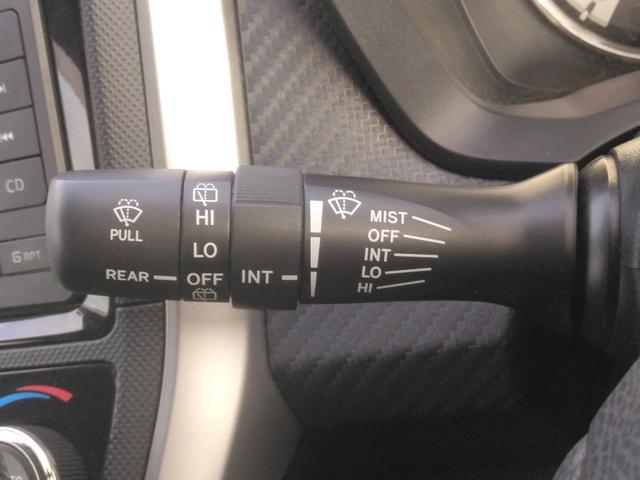 CD
PULL
REAR
HI
LO
OFF
INT
MIST
OFF
INT
LO
HI